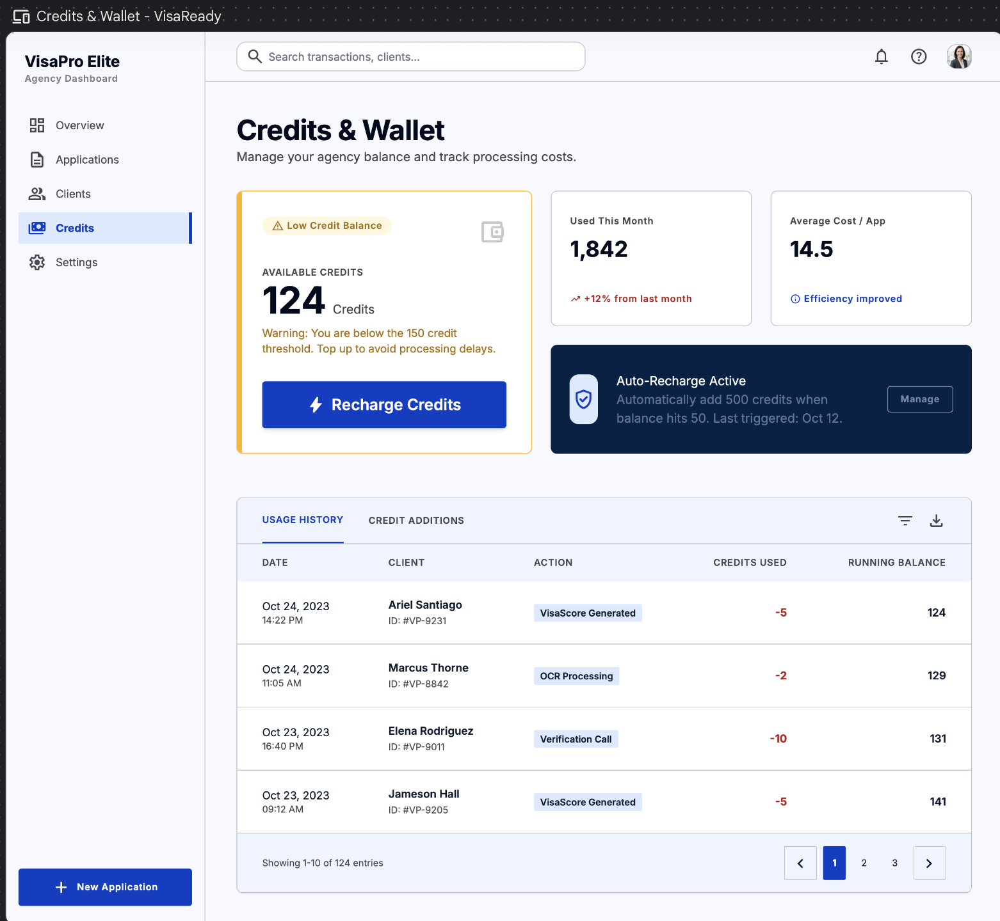 Credits & Wallet - VisaReady
VisaPro Elite
Agency Dashboard
Overview
Applications
Clients
Credits
Settings
New Application
Search transactions, clients...
Credits & Wallet
Manage your agency balance and track processing costs.
Low Credit Balance
AVAILABLE CREDITS
124 Credits
Warning: You are below the 150 credit
threshold. Top up to avoid processing delays.
Recharge Credits
Used This Month
1,842
+12% from last month
Average Cost / App
14.5
Efficiency improved
Auto-Recharge Active
Automatically add 500 credits when
balance hits 50. Last triggered: Oct 12.
Manage
USAGE HISTORY CREDIT ADDITIONS
DATE CLIENT ACTION CREDITS USED RUNNING BALANCE
Oct 24, 2023 Ariel Santiago VisaScore Generated -5 124
14:22 PM ID: #VP-9231
Oct 24, 2023 Marcus Thorne OCR Processing -2 129
11:05 AM ID: #VP-8842
Oct 23, 2023 Elena Rodriguez Verification Call -10 131
16:40 PM ID: #VP-9011
Oct 23, 2023 Jameson Hall VisaScore Generated -5 141
09:12 AM ID: #VP-9205
Showing 1-10 of 124 entries 1 2 3